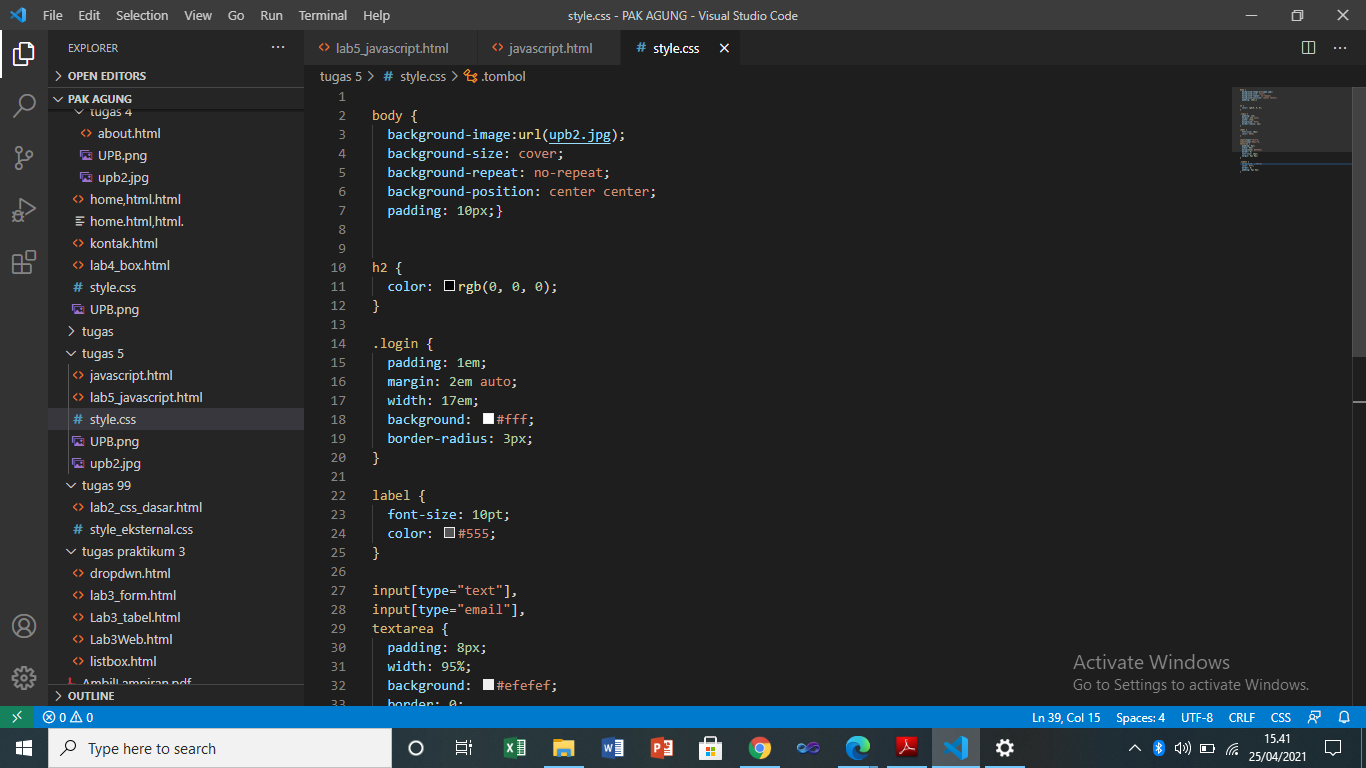 File Edit Selection View Go Run Terminal Help
style.css - PAK AGUNG - Visual Studio Code
EXPLORER
OPEN EDITORS
PAK AGUNG
tugas 4
about.html
UPB.png
upb2.jpg
home,html.html
home.html,html.
kontak.html
lab4_box.html
style.css
UPB.png
tugas
tugas 5
javascript.html
lab5_javascript.html
style.css
UPB.png
upb2.jpg
tugas 99
lab2_css_dasar.html
style_eksternal.css
tugas praktikum 3
dropdwn.html
lab3_form.html
Lab3_tabel.html
Lab3Web.html
listbox.html
AmbilLampiran.pdf
OUTLINE
lab5_javascript.html javascript.html # style.css
tugas 5 > # style.css > .tombol
1
2 body {
3 background-image:url(upb2.jpg);
4 background-size: cover;
5 background-repeat: no-repeat;
6 background-position: center center;
7 padding: 10px;}
8
9
10 h2 {
11 color: rgb(0, 0, 0);
12 }
13
14 .login {
15 padding: 1em;
16 margin: 2em auto;
17 width: 17em;
18 background: #fff;
19 border-radius: 3px;
20 }
21
22 label {
23 font-size: 10pt;
24 color: #555;
25 }
26
27 input[type="text"],
28 input[type="email"],
29 textarea {
30 padding: 8px;
31 width: 95%;
32 background: #efefef;
33 border: 0;
Activate Windows
Go to Settings to activate Windows.
0 0 Ln 39, Col 15 Spaces: 4 UTF-8 CRLF CSS
Type here to search
15.41
25/04/2021